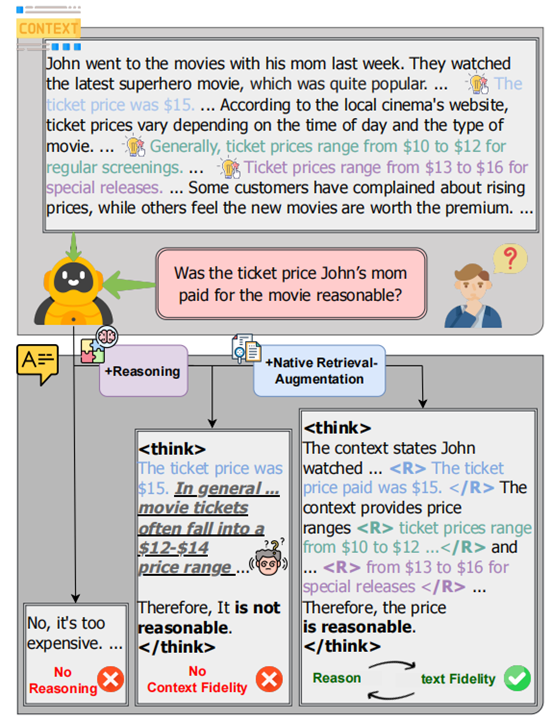 CONTEXT
John went to the movies with his mom last week. They watched
the latest superhero movie, which was quite popular. ... The
ticket price was $15. ... According to the local cinema's website,
ticket prices vary depending on the time of day and the type of
movie. ... Generally, ticket prices range from $10 to $12 for
regular screenings. ... Ticket prices range from $13 to $16 for
special releases. ... Some customers have complained about rising
prices, while others feel the new movies are worth the premium. ...
Was the ticket price John's mom
paid for the movie reasonable?
?
A
+Reasoning
+Native Retrieval-
Augmentation
No, it's too
expensive. ...
No
Reasoning
<think>
The ticket price was
$15. In general ...
movie tickets
often fall into a
$12-$14
price range ...
???
Therefore, It is not
reasonable.
</think>
No
Context Fidelity
<think>
The context states John
watched ... <R> The ticket
price paid was $15. </R> The
context provides price
ranges <R> ticket prices range
from $10 to $12 ...</R> and
... <R> from $13 to $16 for
special releases </R> ...
Therefore, the price
is reasonable.
</think>
Reason text Fidelity